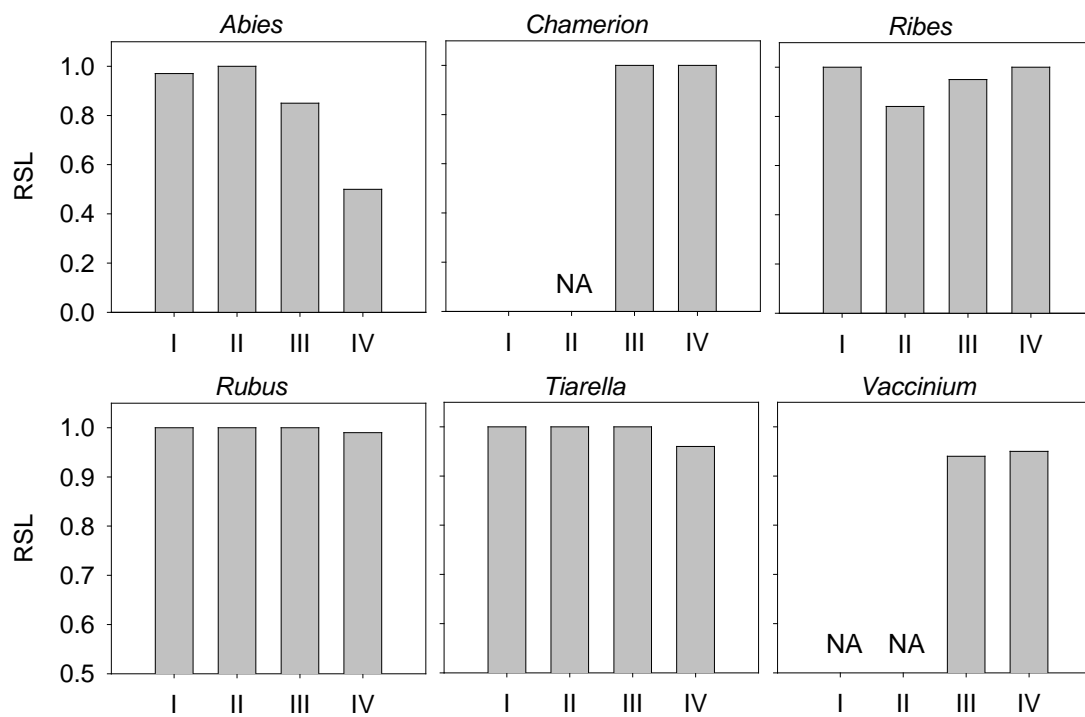 Abies Chamerion Ribes
RSL
1.0
0.8
0.6
0.4
0.2
0.0
NA
I II III IV I II III IV I II III IV
Rubus Tiarella Vaccinium
RSL
1.0
0.9
0.8
0.7
0.6
0.5
NA NA
I II III IV I II III IV I II III IV